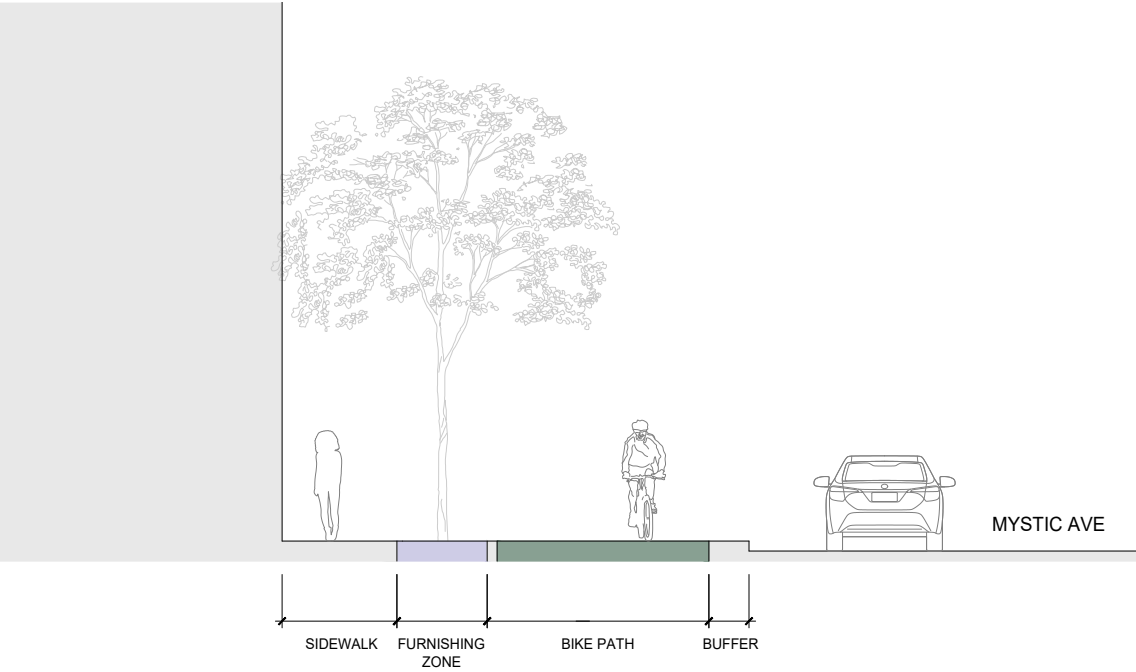 MYSTIC AVE
SIDEWALK
FURNISHING
ZONE
BIKE PATH
BUFFER